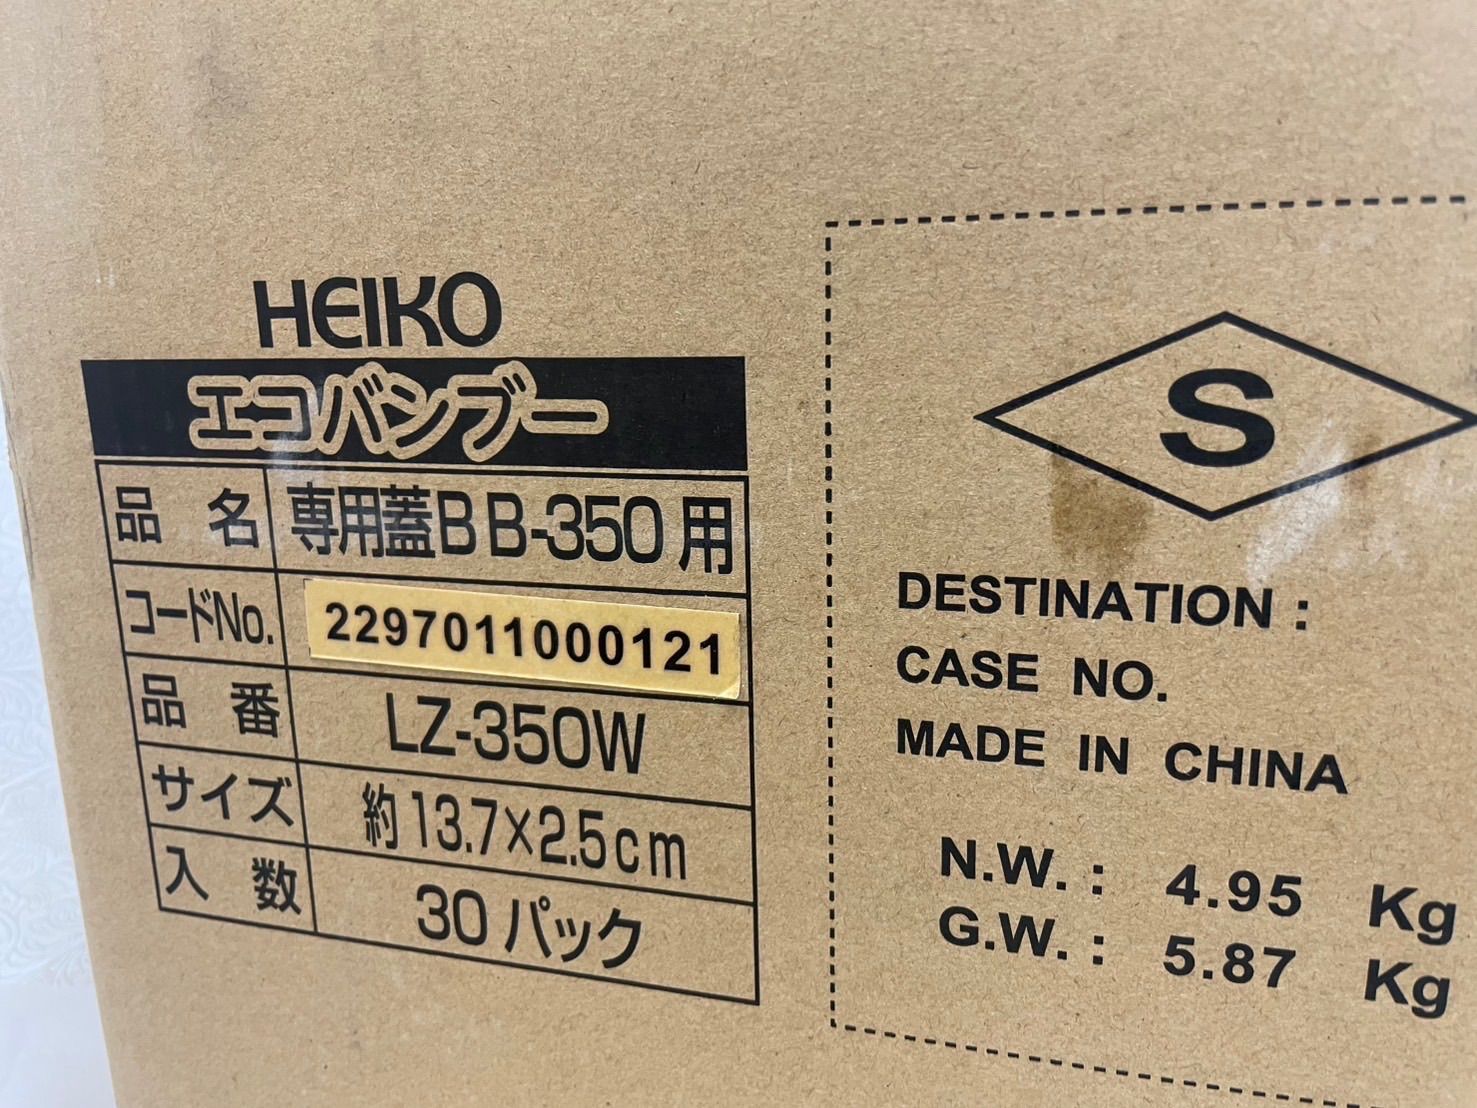 HEIKO
エコバンブー
品名 専用蓋BB-350用
コードNo. 2297011000121
品番 LZ-350W
サイズ 約13.7×2.5cm
入数 30パック
S
DESTINATION :
CASE NO.
MADE IN CHINA
N.W. : 4.95 Kg
G.W. : 5.87 Kg